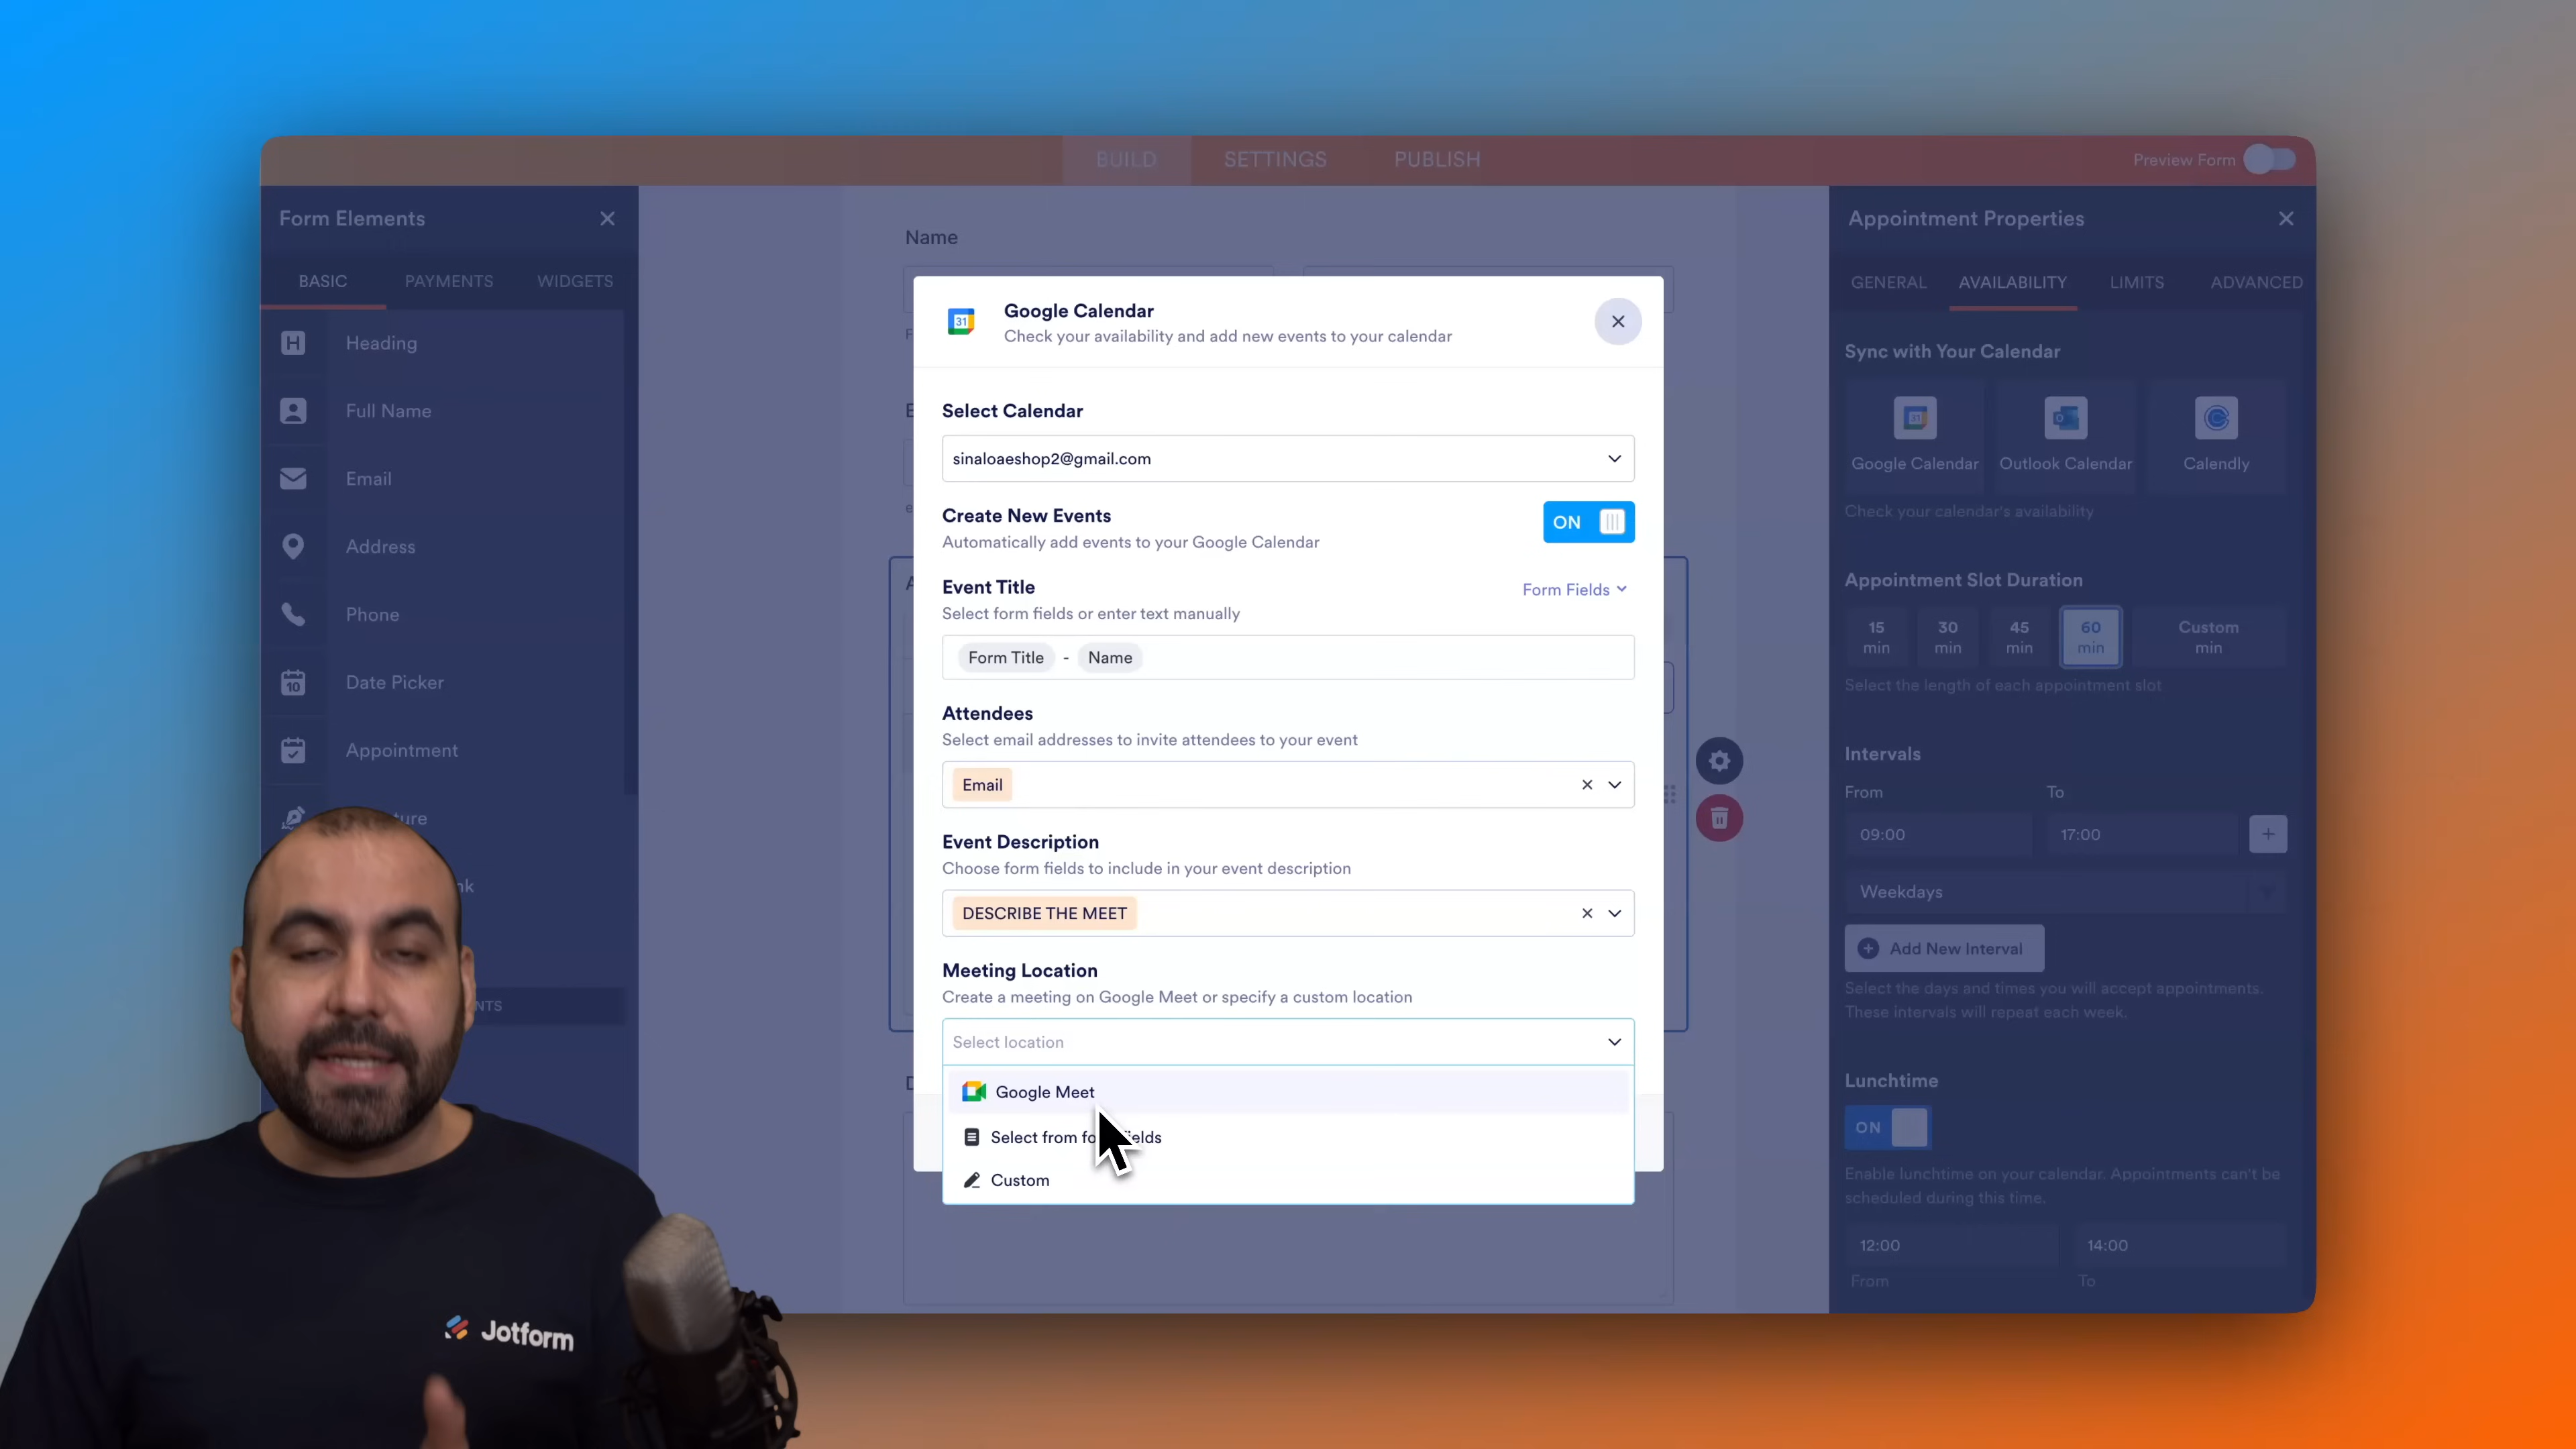 BUILD
SETTINGS
PUBLISH
Preview Form
Form Elements
BASIC
PAYMENTS
WIDGETS
Heading
Full Name
Email
Address
Phone
10
Date Picker
Appointment
Name
Google Calendar
31
Check your availability and add new events to your calendar
Select Calendar
sinaloaeshop2@gmail.com
Create New Events
ON
Automatically add events to your Google Calendar
Event Title
Form Fields
Select form fields or enter text manually
Form Title - Name
Attendees
Select email addresses to invite attendees to your event
Email
Event Description
Choose form fields to include in your event description
DESCRIBE THE MEET
Meeting Location
Create a meeting on Google Meet or specify a custom location
Select location
Google Meet
Select from
Custom
Appointment Properties
GENERAL
AVAILABILITY
LIMITS
ADVANCED
Sync with Your Calendar
31
Google Calendar
Outlook Calendar
Calendly
Check your calendar's availability
Appointment Slot Duration
15 min
30 min
45 min
60 min
Custom min
Select the length of each appointment slot
Intervals
From
To
09:00
17:00
Weekdays
Add New Interval
Select the days and times you will accept appointments.
These intervals will repeat each week.
Lunchtime
ON
Enable lunchtime on your calendar. Appointments can't be
scheduled during this time.
12:00
14:00
From
To
Jotform